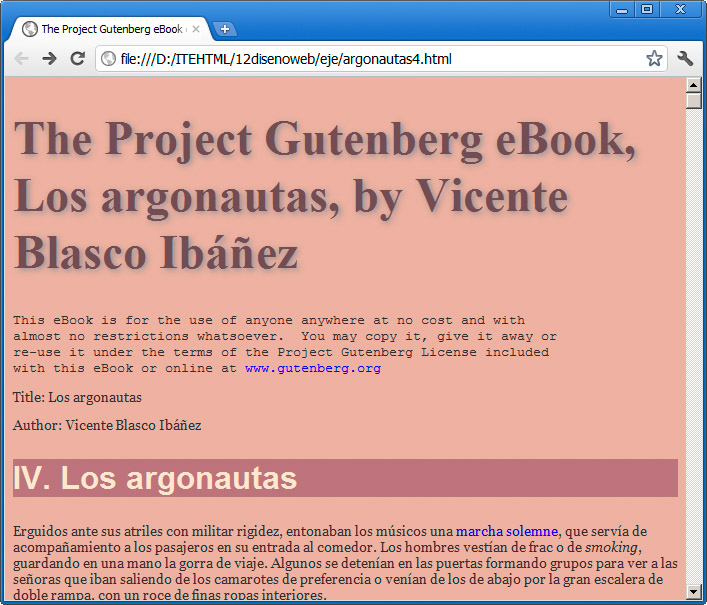 The Project Gutenberg eBook
file:///D:/ITEHTML/12disenoweb/eje/argonautas4.html
The Project Gutenberg eBook,
Los argonautas, by Vicente
Blasco Ibáñez
This eBook is for the use of anyone anywhere at no cost and with
almost no restrictions whatsoever.  You may copy it, give it away or
re-use it under the terms of the Project Gutenberg License included
with this eBook or online at www.gutenberg.org
Title: Los argonautas
Author: Vicente Blasco Ibáñez
IV. Los argonautas
Erguidos ante sus atriles con militar rigidez, entonaban los músicos una marcha solemne, que servía de
acompañamiento a los pasajeros en su entrada al comedor. Los hombres vestían de frac o de smoking,
guardando en una mano la gorra de viaje. Algunos se detenían en las puertas formando grupos para ver a las
señoras que iban saliendo de los camarotes de preferencia o venían de los de abajo por la gran escalera de
doble rampa, con un roce de finas ropas interiores.